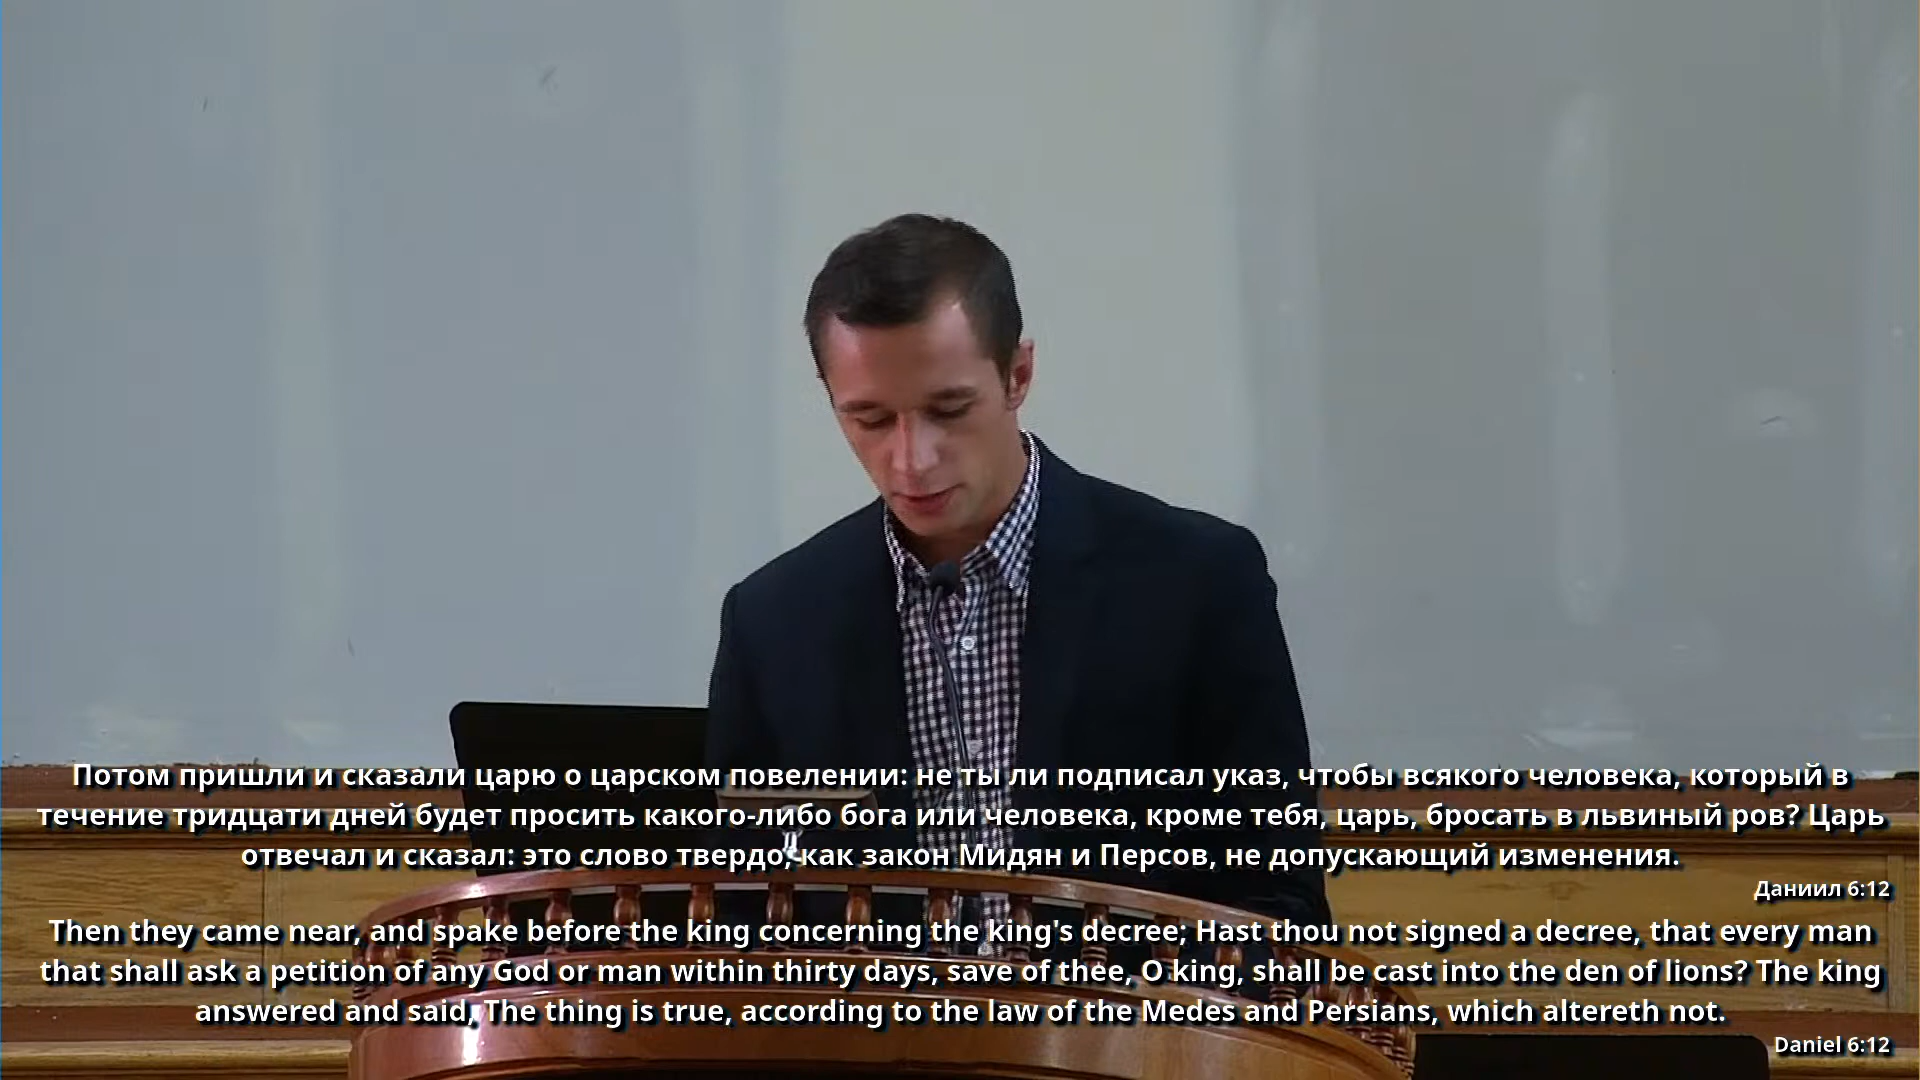 Потом пришли и сказали царю о царском повелении: не ты ли подписал указ, чтобы всякого человека, который в
течение тридцати дней будет просить какого-либо бога или человека, кроме тебя, царь, бросать в львиный ров? Царь
отвечал и сказал: это слово твердо, как закон Мидян и Персов, не допускающий изменения.
Даниил 6:12
Then they came near, and spake before the king concerning the king's decree; Hast thou not signed a decree, that every man
that shall ask a petition of any God or man within thirty days, save of thee, O king, shall be cast into the den of lions? The king
answered and said, The thing is true, according to the law of the Medes and Persians, which altereth not.
Daniel 6:12